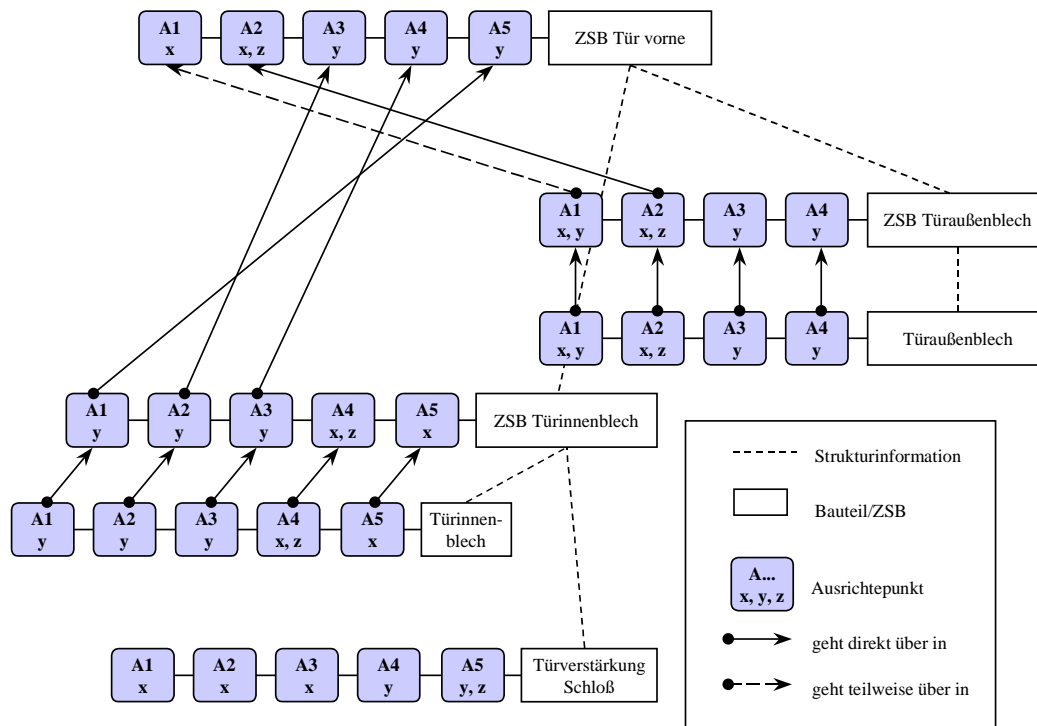 A1 A2 A3 A4 A5 ZSB Tür vorne
x x, z y y y
A1 A2 A3 A4 ZSB Türaußenblech
x, y x, z y y
A1 A2 A3 A4 Türaußenblech
x, y x, z y y
A1 A2 A3 A4 A5 ZSB Türinnenblech
y y y x, z x
A1 A2 A3 A4 A5 Türinnen-
y y y x, z x blech
A1 A2 A3 A4 A5 Türverstärkung
x x x y y, z Schloß
Strukturinformation
Bauteil/ZSB
A...
x, y, z
Ausrichtepunkt
geht direkt über in
geht teilweise über in